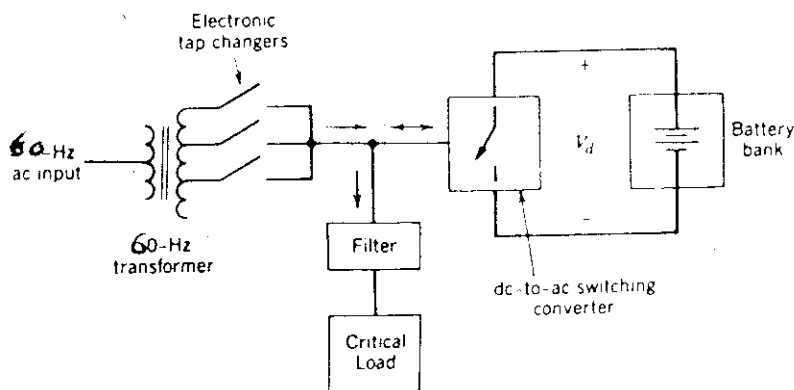 Electronic
tap changers
60-Hz
ac input
60-Hz
transformer
Filter
Critical
Load
+
V_d
−
Battery
bank
dc-to-ac switching
converter